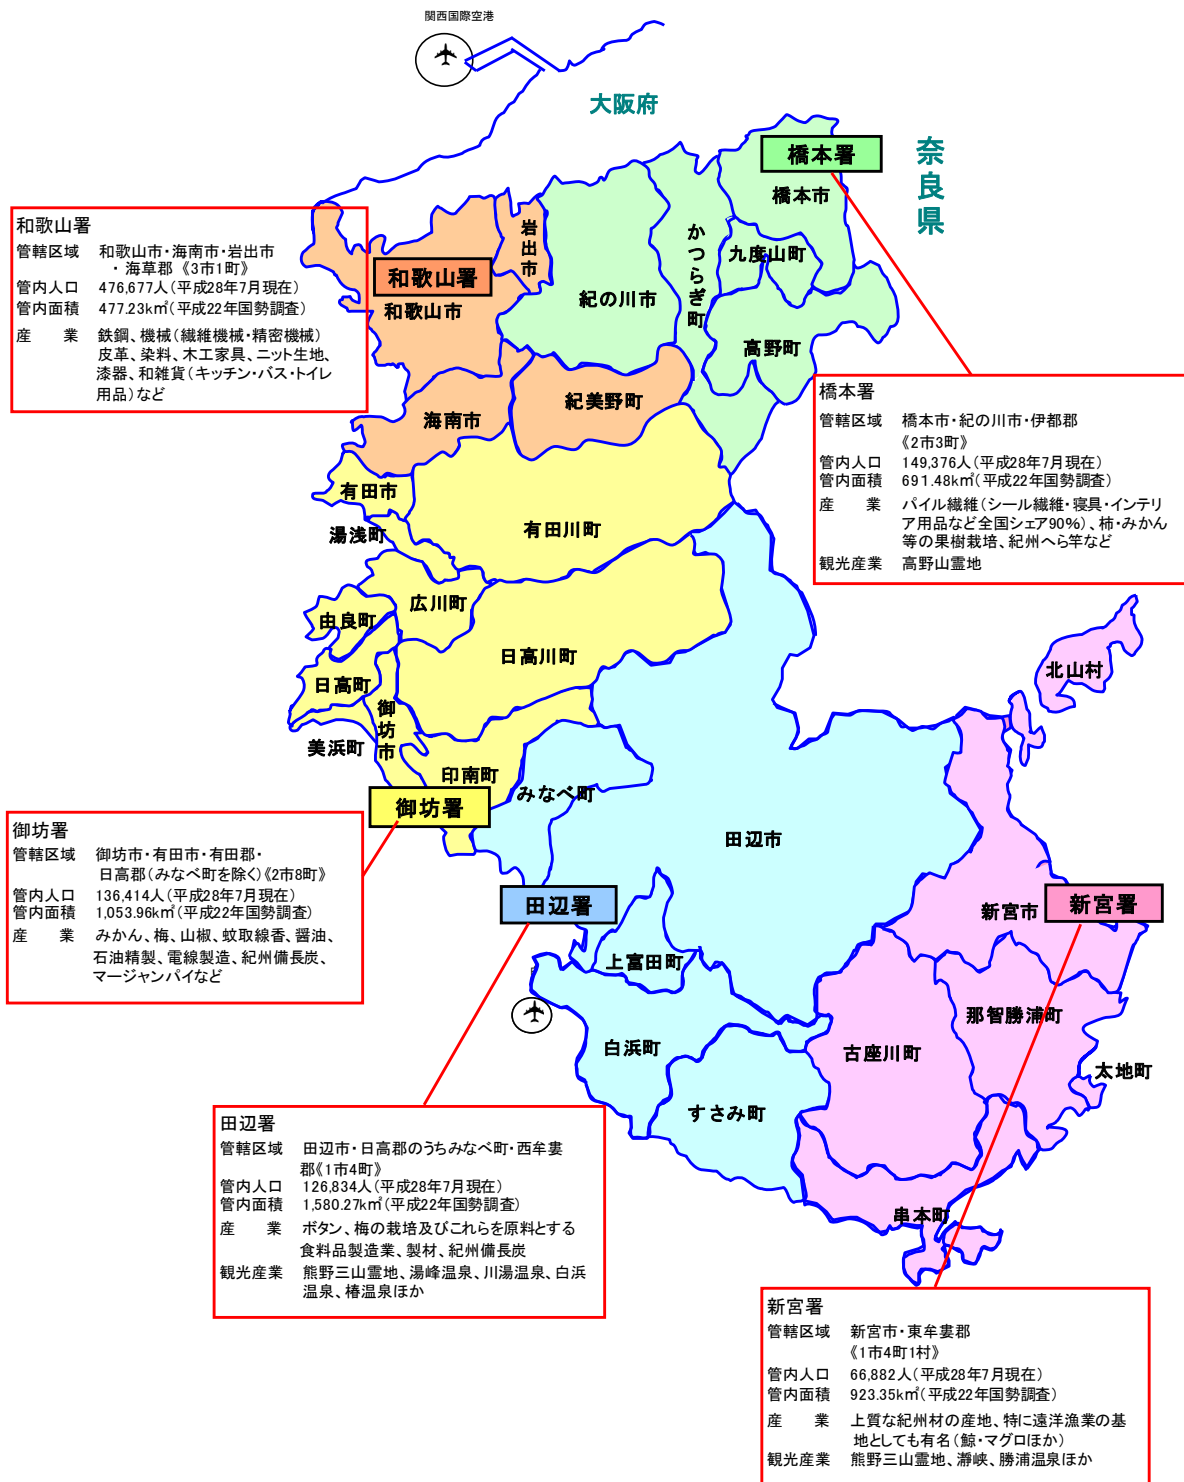 関西国際空港
大阪府
奈良県
橋本署
橋本市
かつらぎ町
九度山町
高野町
岩出市
紀の川市
和歌山署
和歌山市
紀美野町
海南市
和歌山署
管轄区域 和歌山市・海南市・岩出市
・海草郡 《3市1町》
管内人口 476,677人(平成28年7月現在)
管内面積 477.23k㎡(平成22年国勢調査)
産 業 鉄鋼、機械(繊維機械・精密機械)
皮革、染料、木工家具、ニット生地、
漆器、和雑貨(キッチン・バス・トイレ
用品)など
橋本署
管轄区域 橋本市・紀の川市・伊都郡
《2市3町》
管内人口 149,376人(平成28年7月現在)
管内面積 691.48k㎡(平成22年国勢調査)
産 業 パイル繊維(シール繊維・寝具・インテリ
ア用品など全国シェア90%)、柿・みかん
等の果樹栽培、紀州へら竿など
観光産業 高野山霊地
有田市
湯浅町
有田川町
広川町
由良町
日高川町
日高町
御坊市
美浜町
印南町
みなべ町
御坊署
北山村
田辺市
御坊署
管轄区域 御坊市・有田市・有田郡・
日高郡(みなべ町を除く)《2市8町》
管内人口 136,414人(平成28年7月現在)
管内面積 1,053.96k㎡(平成22年国勢調査)
産 業 みかん、梅、山椒、蚊取線香、醤油、
石油精製、電線製造、紀州備長炭、
マージャンパイなど
田辺署
新宮市
新宮署
上富田町
白浜町
すさみ町
古座川町
那智勝浦町
太地町
串本町
田辺署
管轄区域 田辺市・日高郡のうちみなべ町・西牟婁
郡《1市4町》
管内人口 126,834人(平成28年7月現在)
管内面積 1,580.27k㎡(平成22年国勢調査)
産 業 ボタン、梅の栽培及びこれらを原料とする
食料品製造業、製材、紀州備長炭
観光産業 熊野三山霊地、湯峰温泉、川湯温泉、白浜
温泉、椿温泉ほか
新宮署
管轄区域 新宮市・東牟婁郡
《1市4町1村》
管内人口 66,882人(平成28年7月現在)
管内面積 923.35k㎡(平成22年国勢調査)
産 業 上質な紀州材の産地、特に遠洋漁業の基
地としても有名(鯨・マグロほか)
観光産業 熊野三山霊地、瀞峡、勝浦温泉ほか